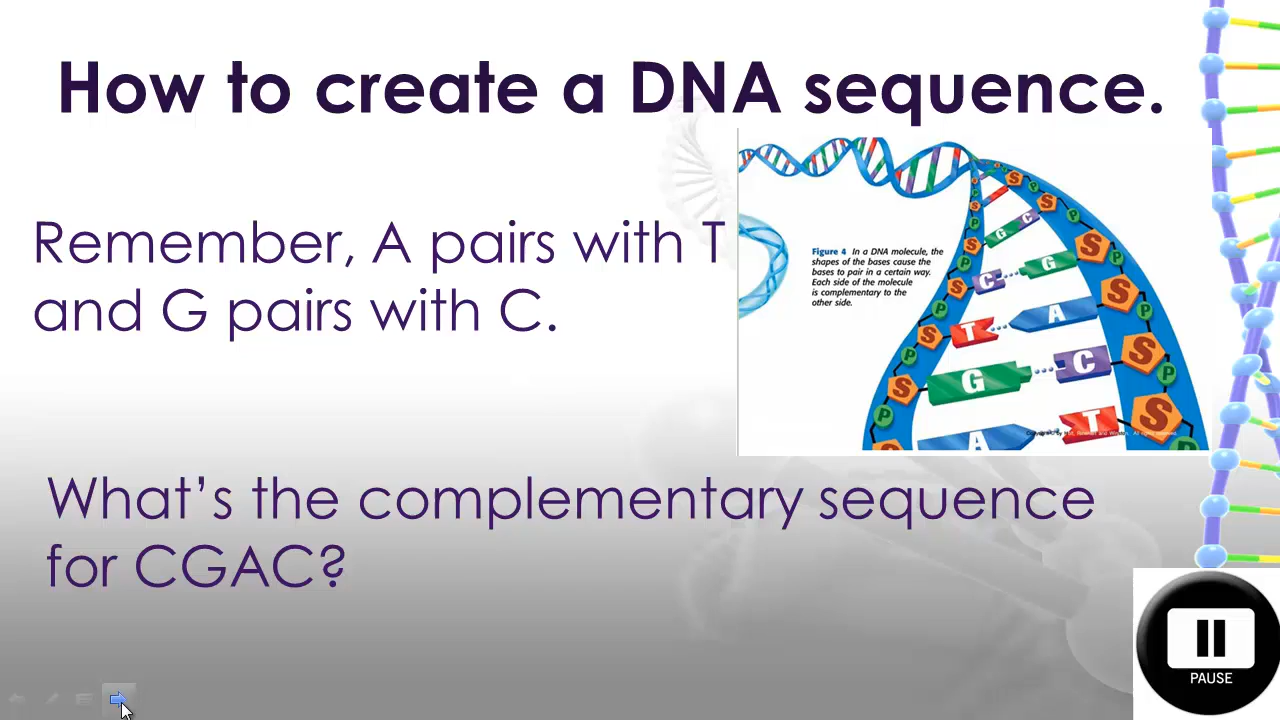 How to create a DNA sequence.
Remember, A pairs with T
and G pairs with C.
Figure 4 In a DNA molecule, the
shapes of the bases cause the
bases to pair in a certain way.
Each side of the molecule
is complementary to the
other side.
S P
S P
S G C S P
S P
P C G S P
S
P T A S P
S
P G C S P
S
P A T S P
S
What's the complementary sequence
for CGAC?
PAUSE